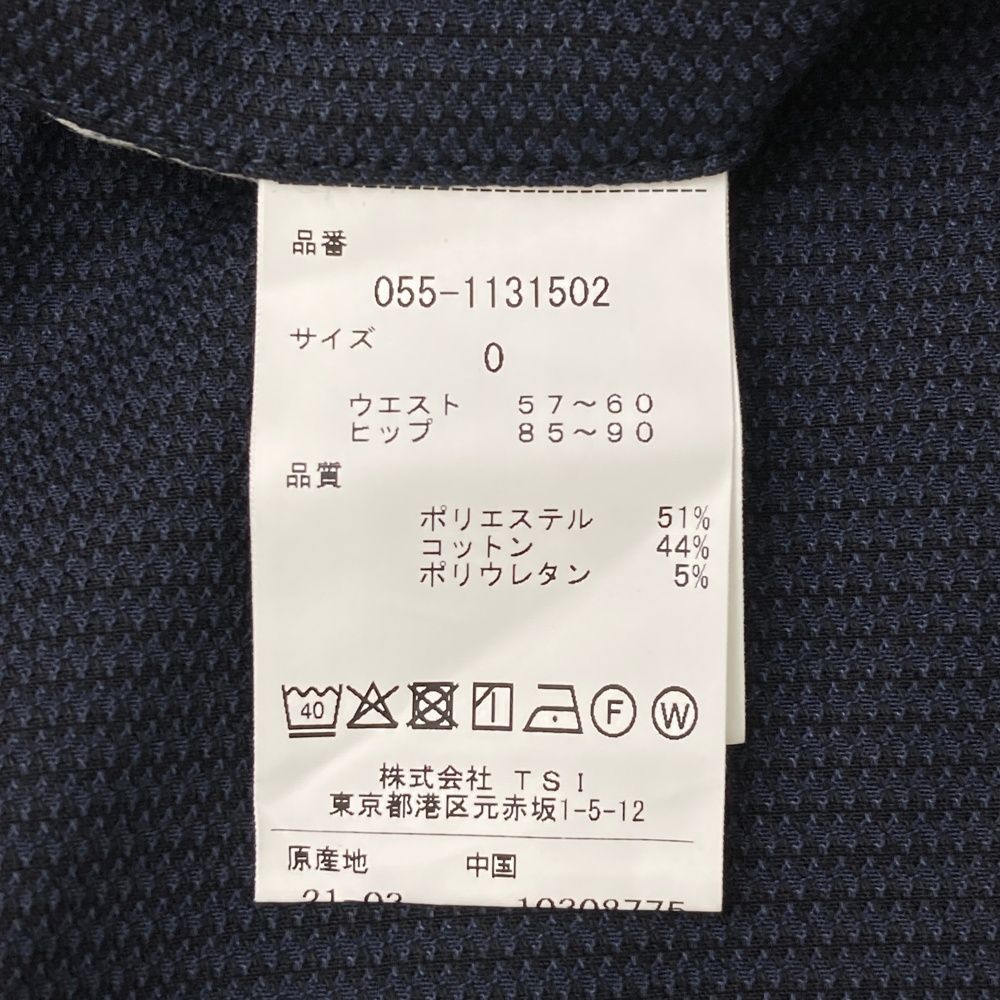 品番
055-1131502
サイズ
0
ウエスト 57～60
ヒップ 85～90
品質
ポリエステル 51%
コットン 44%
ポリウレタン 5%
40 F W
株式会社 TSI
東京都港区元赤坂1-5-12
原産地 中国
21-03 10308775